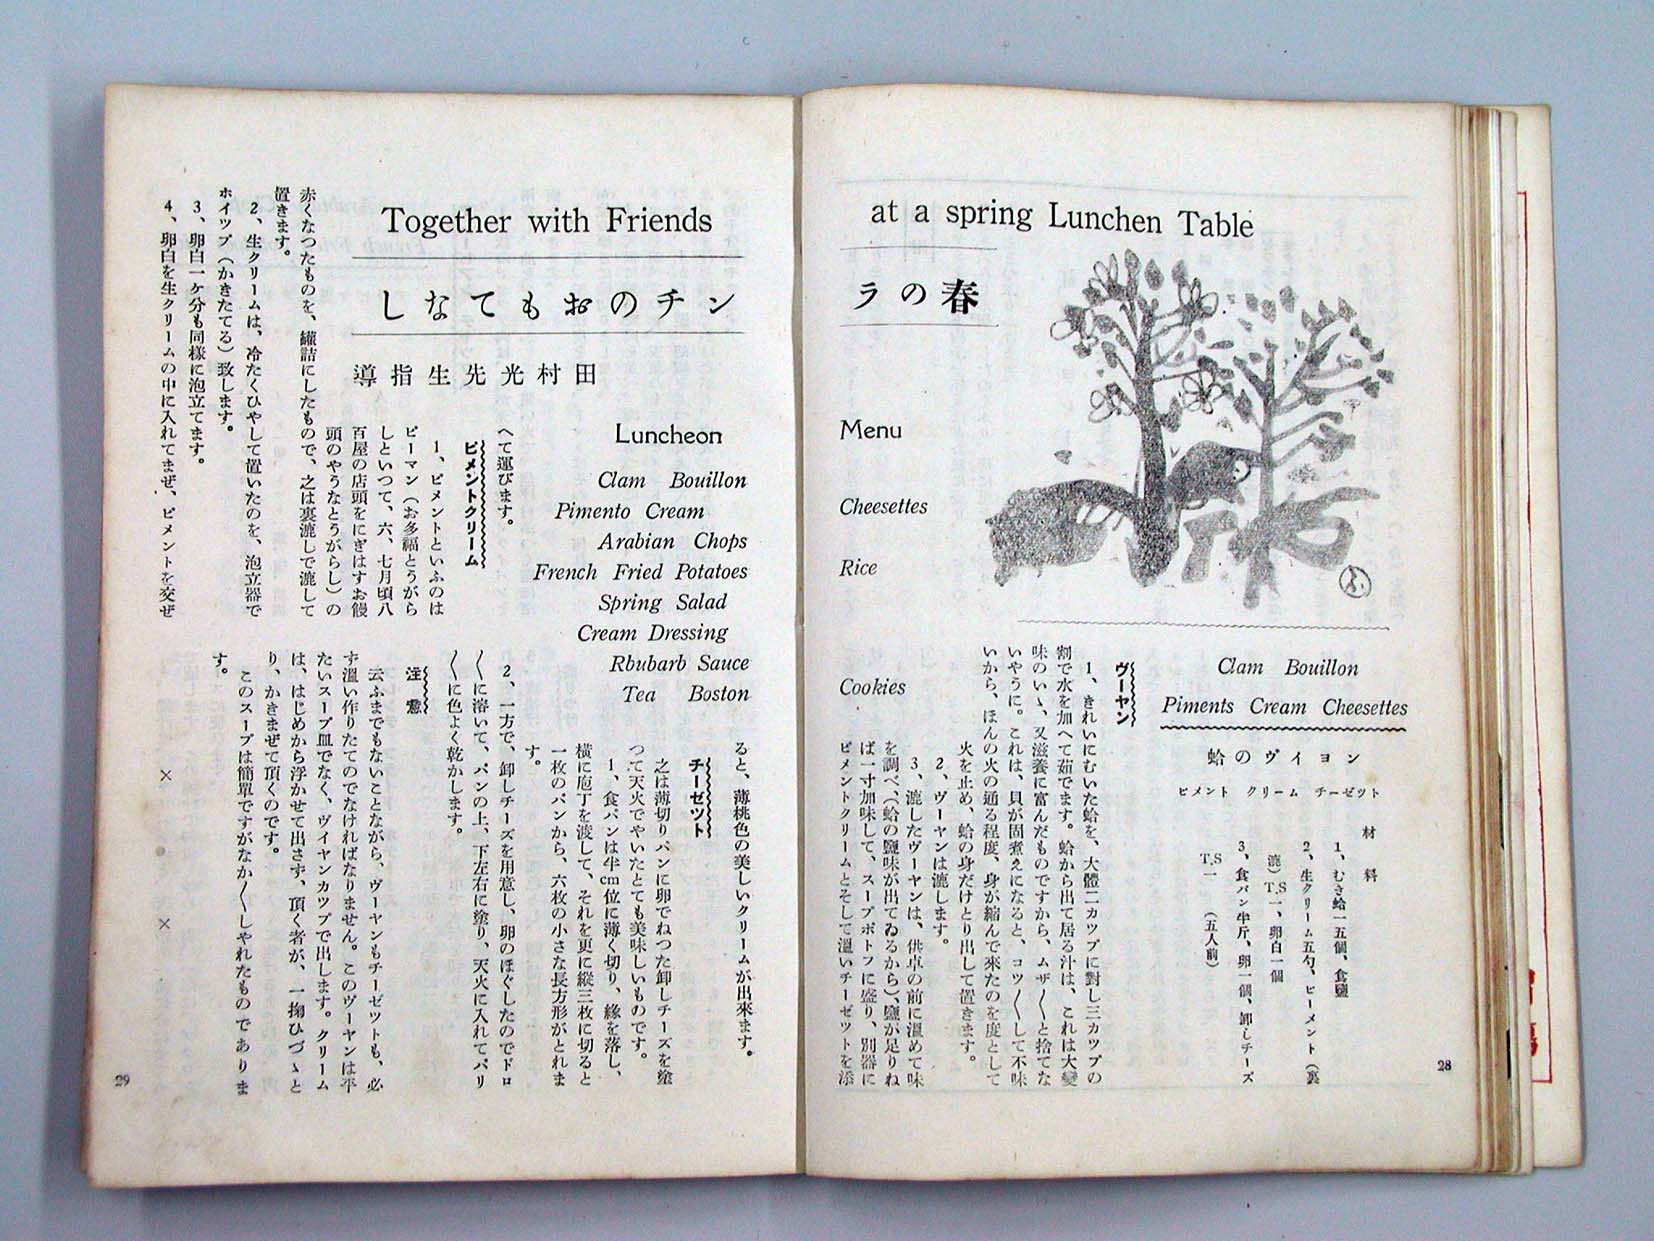 Together with Friends
at a spring Lunchen Table
春のラ
ンチのおもてなし
田村光先生指導
Menu
Luncheon
Clam Bouillon
Cheesettes
Pimento Cream
Arabian Chops
Rice
French Fried Potatoes
Spring Salad
Cream Dressing
Rbubarb Sauce
Cookies
Tea Boston
ふ
Clam Bouillon
Piments Cream Cheesettes
蛤のヴイヨン
ピメント クリーム チーゼツト
材料
1、むき蛤一五個、食鹽
2、生クリーム五勺、ピーメント(裏
漉)T.S一、卵白一個
3、食パン半斤、卵一個、卸しチーズ
T.S一 (五人前)
ヴーヤン
1、きれいにむいた蛤を、大體二カツプに對し三カツプの
割で水を加へて茹でます。蛤から出て居る汁は、これは大變
味のいゝ、又滋養に富んだものですから、ムザ〱と捨てな
いやうに。これは、貝が固煮えになると、コツ〱して不味
いから、ほんの火の通る程度、身が縮んで來たのを度として
火を止め、蛤の身だけとり出して置きます。
2、ヴーヤンは漉します。
3、漉したヴーヤンは、供卓の前に溫めて味
を調べ、(蛤の鹽味が出てゐるから)、鹽が足りね
ば一寸加味して、スープボトフに盛り、別器に
ピメントクリームとそして溫いチーゼツトを添
28
へて運びます。
ピメントクリーム
1、ピメントといふのは
ピーマン(お多福とうがら
しといつて、六、七月頃八
百屋の店頭をにぎはすお饅
頭のやうなとうがらし)の
赤くなつたものを、罐詰にしたもので、之は裏漉しで漉して
置きます。
2、生クリームは、冷たくひやして置いたのを、泡立器で
ホイツプ(かきたてる)致します。
3、卵白一ケ分も同樣に泡立てます。
4、卵白を生クリームの中に入れてまぜ、ピメントを交ぜ
ると、薄桃色の美しいクリームが出來ます。
チーゼツト
之は薄切りパンに卵でねつた卸しチーズを塗
つて天火でやいたとても美味しいものです。
1、食パンは半cm位に薄く切り、緣を落し、
橫に庖丁を渡して、それを更に縱三枚に切ると
一枚のパンから、六枚の小さな長方形がとれま
す。
2、一方で、卸しチーズを用意し、卵のほぐしたのでドロ
〱に溶いて、パンの上、下左右に塗り、天火に入れてパリ
〱に色よく乾かします。
注意
云ふまでもないことながら、ヴーヤンもチーゼツトも、必
ず溫い作りたてのでなければなりません。このヴーヤンは平
たいスープ皿でなく、ヴイヤンカツプで出します。クリーム
は、はじめから浮かせて出さず、頂く者が、一掬ひづゝと
り、かきまぜて頂くのです。
このスープは簡單ですがなか〱しやれたものであります。
×
×
29